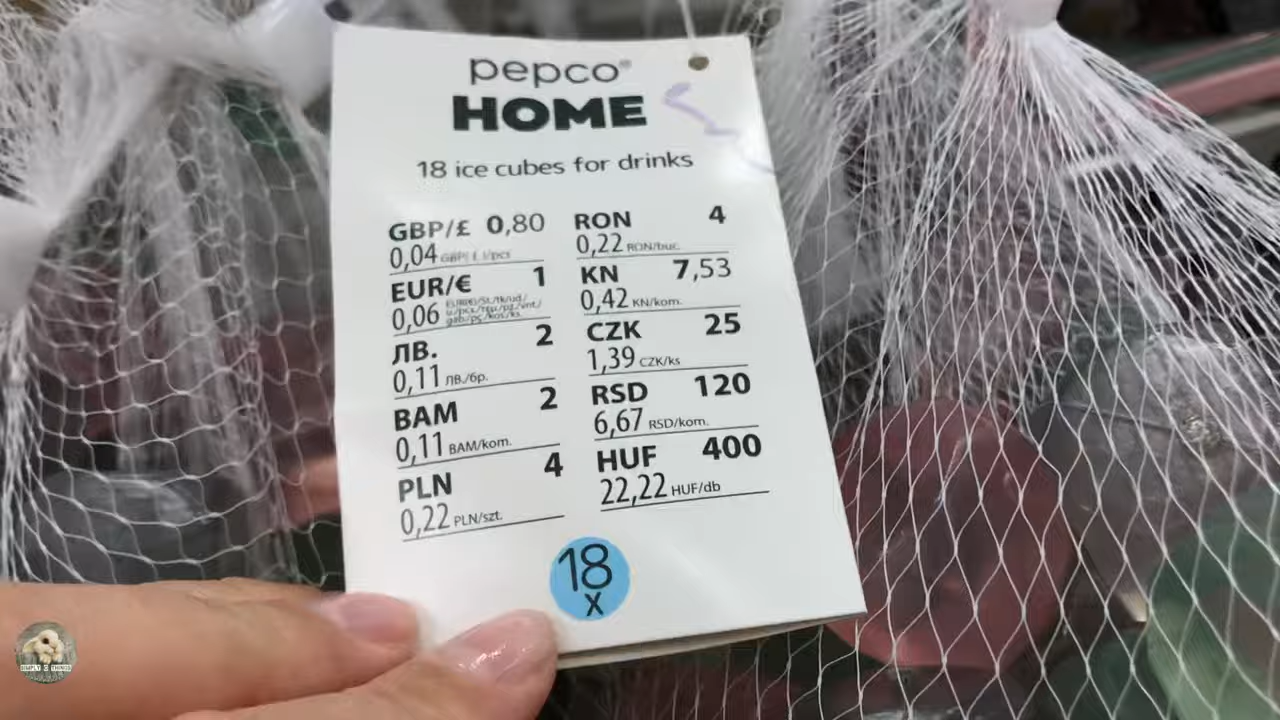 pepco®
HOME
18 ice cubes for drinks
GBP/£ 0,80
0,04
EUR/€ 1
0,06
ЛВ. 2
0,11 ЛВ./бр.
BAM 2
0,11 BAM/kom.
PLN 4
0,22 PLN/szt.
RON 4
0,22 RON/buc.
KN 7,53
0,42 KN/kom.
CZK 25
1,39 CZK/ks
RSD 120
6,67 RSD/kom.
HUF 400
22,22 HUF/db
18
x
SIMPLE 3 THINGS